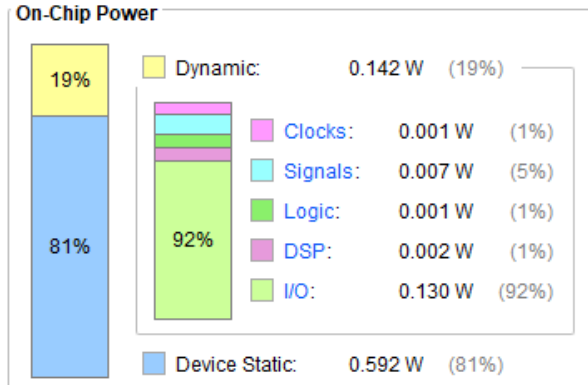 On-Chip Power
19%
81%
Dynamic: 0.142 W (19%)
92%
Clocks: 0.001 W (1%)
Signals: 0.007 W (5%)
Logic: 0.001 W (1%)
DSP: 0.002 W (1%)
I/O: 0.130 W (92%)
Device Static: 0.592 W (81%)